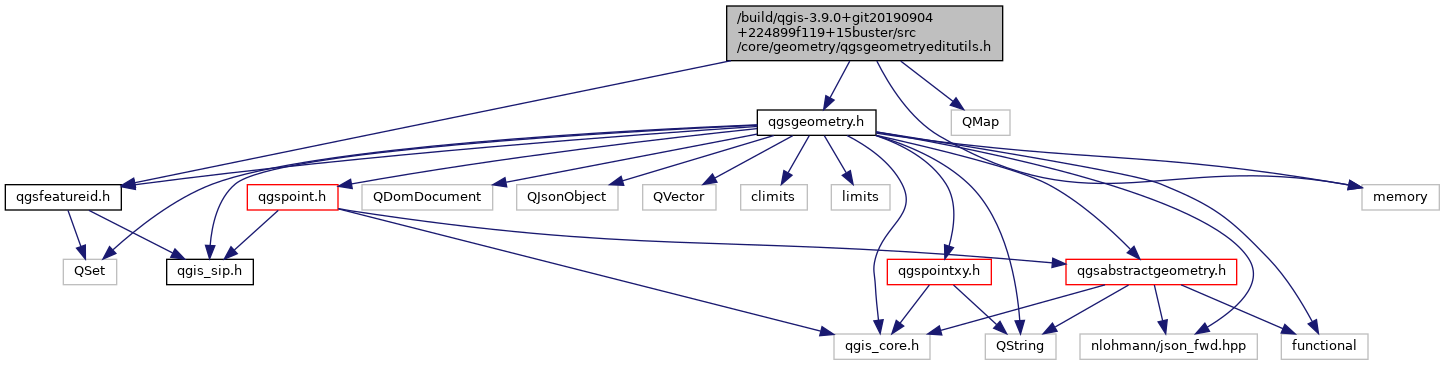 /build/qgis-3.9.0+git20190904
+224899f119+15buster/src
/core/geometry/qgsgeometryeditutils.h
qgsgeometry.h
QMap
qgsfeatureid.h
qgspoint.h
QDomDocument
QJsonObject
QVector
climits
limits
memory
QSet
qgis_sip.h
qgspointxy.h
qgsabstractgeometry.h
qgis_core.h
QString
nlohmann/json_fwd.hpp
functional